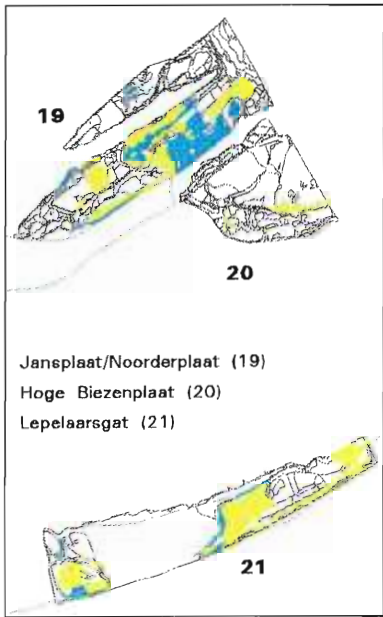 19
20
Jansplaat/Noorderplaat (19)
Hoge Biezenplaat (20)
Lepelaarsgat (21)
21